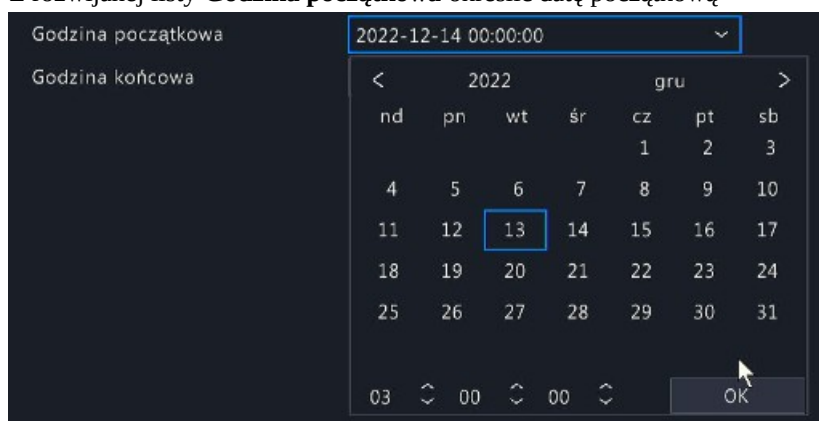 Z rozwijanej listy Godzina początkowa określić datę początkową
Godzina początkowa 2022-12-14 00:00:00
Godzina końcowa < 2022 gru >
nd pn wt śr cz pt sb
1 2 3
4 5 6 7 8 9 10
11 12 13 14 15 16 17
18 19 20 21 22 23 24
25 26 27 28 29 30 31
03 00 00 OK